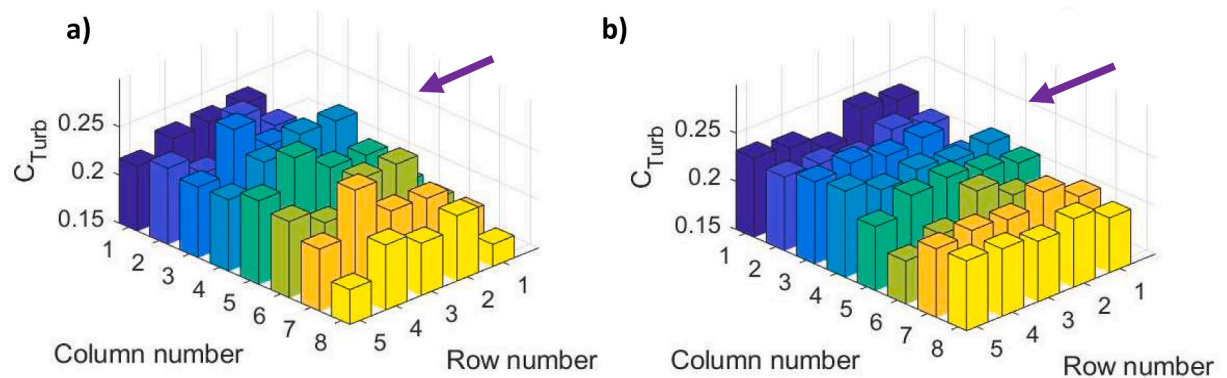 a)
0.25
0.2
0.15
C_Turb
1 2 3 4 5 6 7 8
5 4 3 2 1
Column number
Row number
b)
0.25
0.2
0.15
C_Turb
1 2 3 4 5 6 7 8
5 4 3 2 1
Column number
Row number